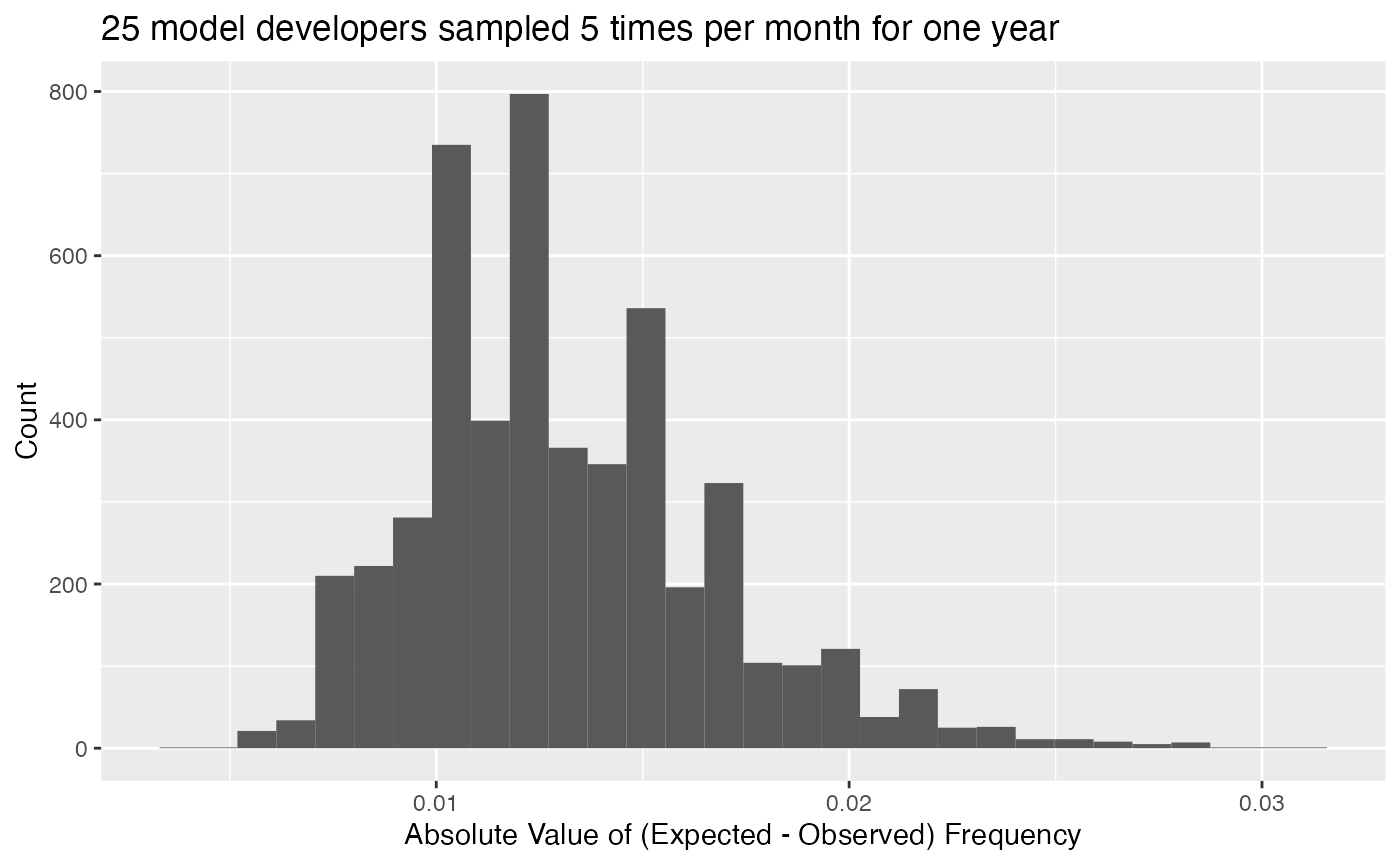 25 model developers sampled 5 times per month for one year
800
600
400
200
0
Count
0.01 0.02 0.03
Absolute Value of (Expected - Observed) Frequency